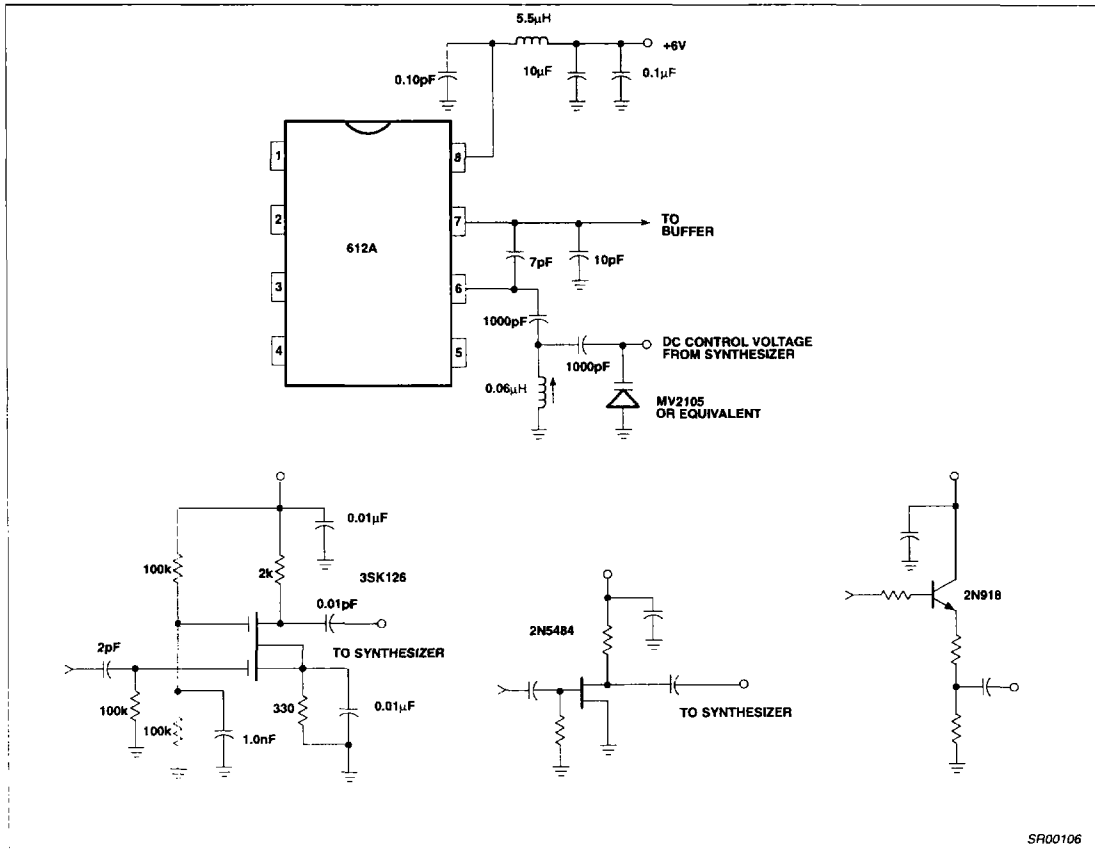 5.5µH
+6V
0.10pF
10µF
0.1µF
1
8
2
7
TO
BUFFER
612A
7pF
10pF
3
6
1000pF
4
5
DC CONTROL VOLTAGE
FROM SYNTHESIZER
1000pF
0.06µH
MV2105
OR EQUIVALENT
0.01µF
100k
2k
3SK126
0.01pF
2pF
TO SYNTHESIZER
100k
330
0.01µF
100k
1.0nF
2N5484
TO SYNTHESIZER
2N918
SR00106